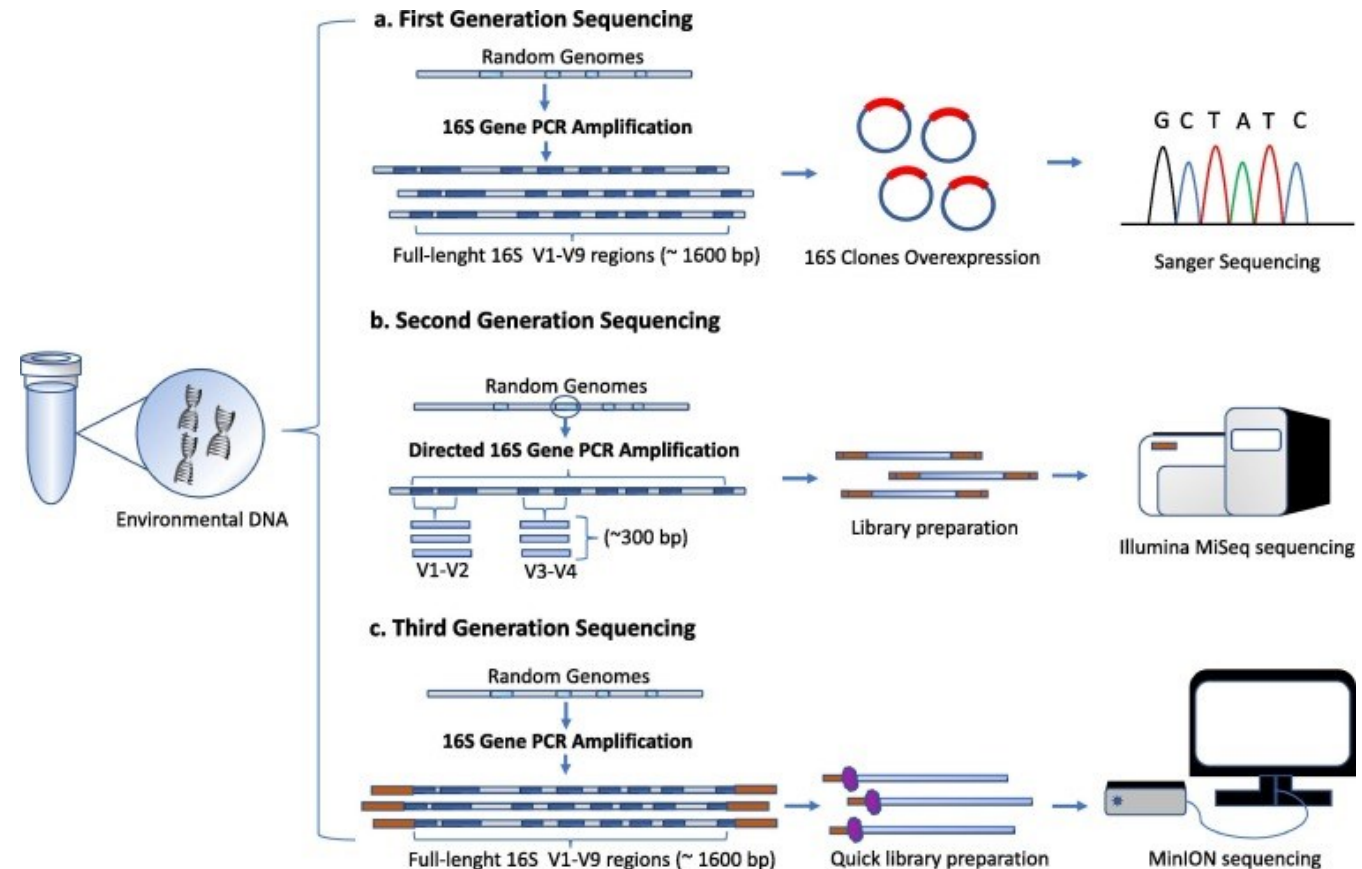 a. First Generation Sequencing
Random Genomes
16S Gene PCR Amplification
Full-lenght 16S V1-V9 regions (~ 1600 bp)
16S Clones Overexpression
G C T A T C
Sanger Sequencing
Environmental DNA
b. Second Generation Sequencing
Random Genomes
Directed 16S Gene PCR Amplification
(~300 bp)
V1-V2
V3-V4
Library preparation
Illumina MiSeq sequencing
c. Third Generation Sequencing
Random Genomes
16S Gene PCR Amplification
Full-lenght 16S V1-V9 regions (~ 1600 bp)
Quick library preparation
MinION sequencing